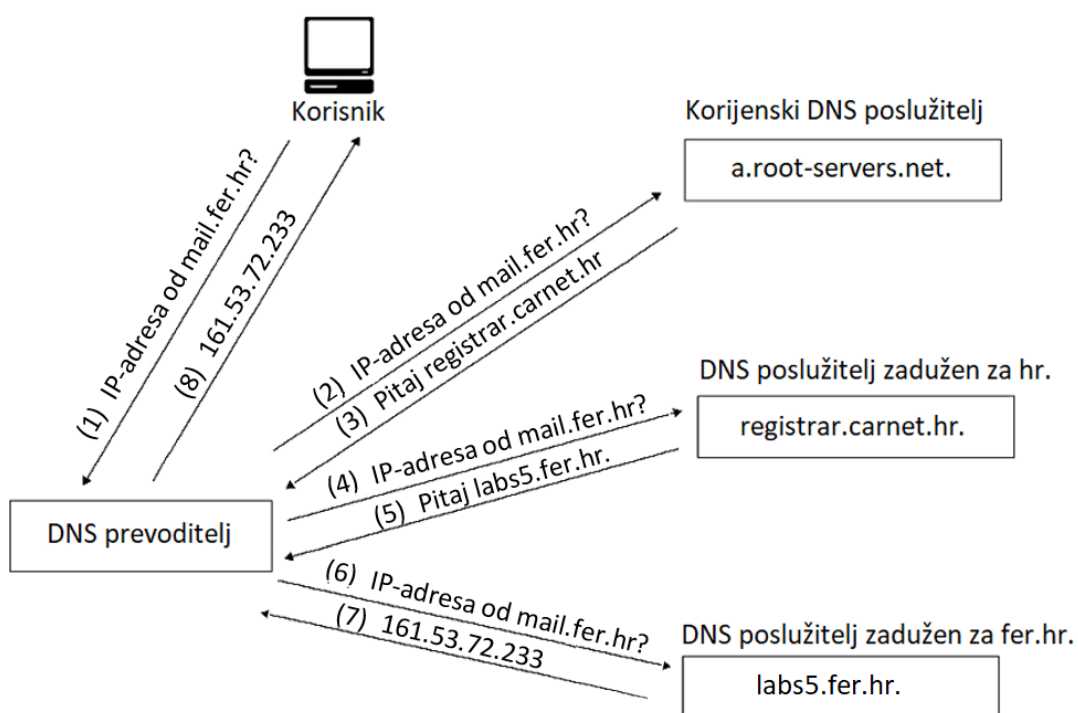 Korisnik
Korijenski DNS poslužitelj
a.root-servers.net.
(1) IP-adresa od mail.fer.hr?
(8) 161.53.72.233
(2) IP-adresa od mail.fer.hr?
(3) Pitaj registrar.carnet.hr
DNS poslužitelj zadužen za hr.
registrar.carnet.hr.
(4) IP-adresa od mail.fer.hr?
(5) Pitaj labs5.fer.hr.
DNS prevoditelj
(6) IP-adresa od mail.fer.hr?
(7) 161.53.72.233
DNS poslužitelj zadužen za fer.hr.
labs5.fer.hr.